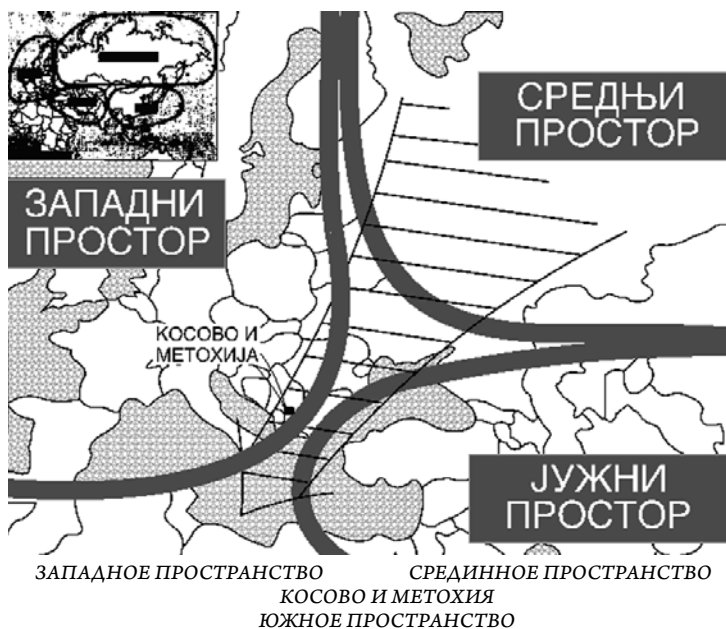 СРЕДЊИ
ПРОСТОР
ЗАПАДНИ
ПРОСТОР
КОСОВО И
МЕТОХИЈА
ЈУЖНИ
ПРОСТОР
ЗАПАДНОЕ ПРОСТРАНСТВО СРЕДИННОЕ ПРОСТРАНСТВО
КОСОВО И МЕТОХИЯ
ЮЖНОЕ ПРОСТРАНСТВО